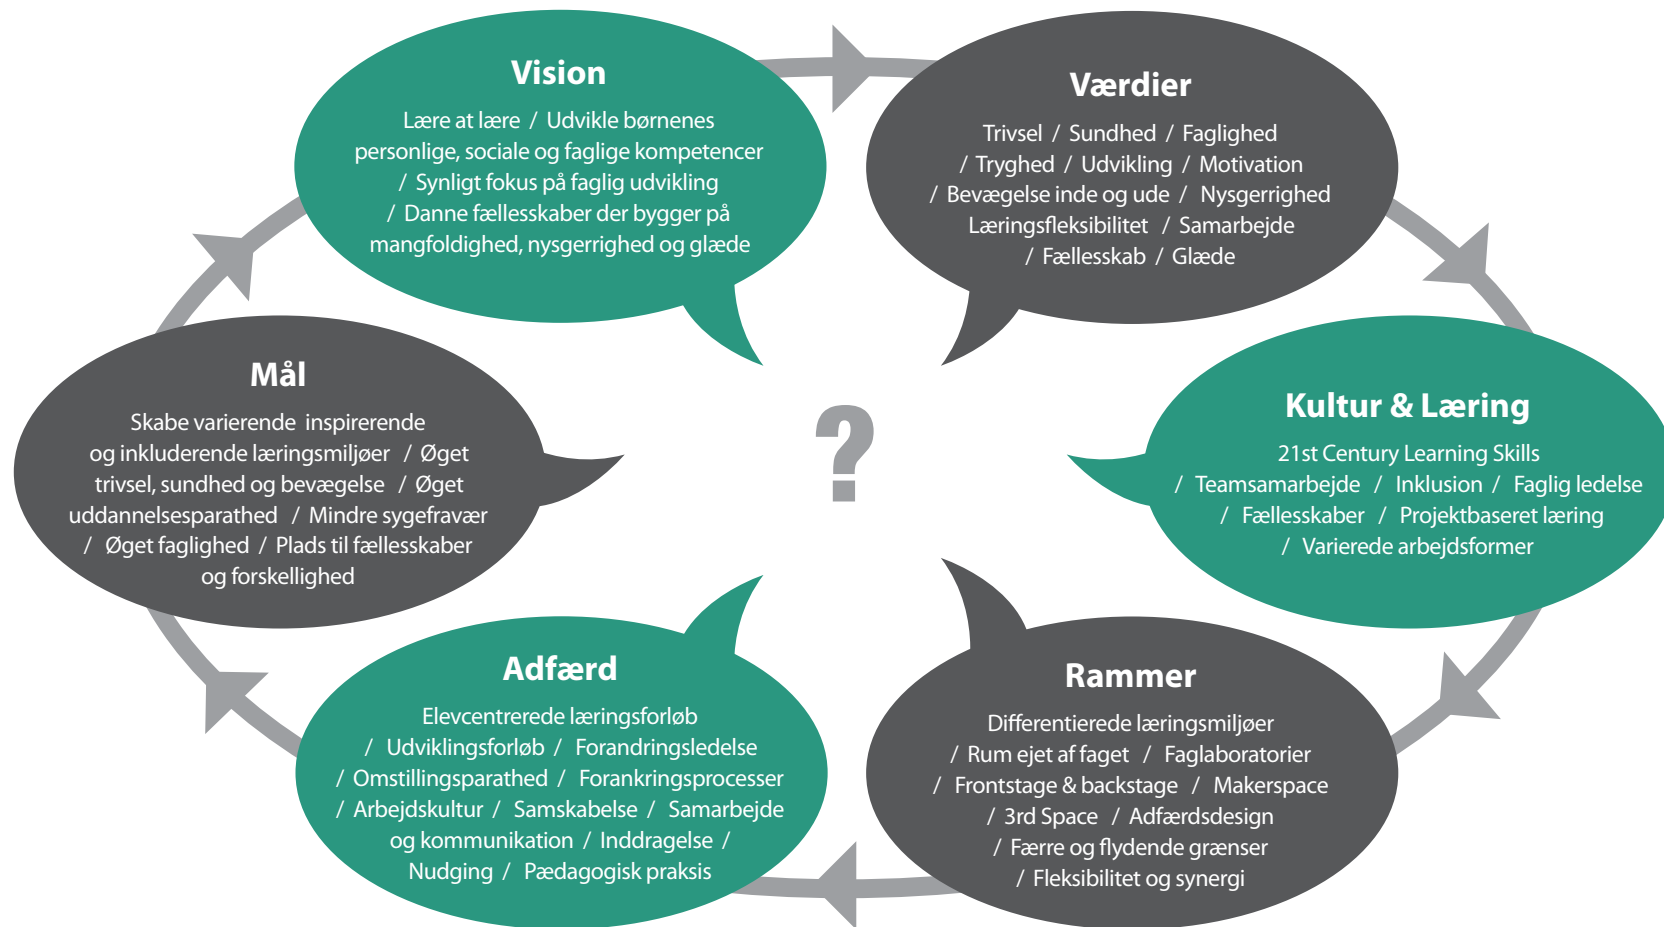 Vision
Lære at lære / Udvikle børnenes
personlige, sociale og faglige kompetencer
/ Synligt fokus på faglig udvikling
/ Danne fællesskaber der bygger på
mangfoldighed, nysgerrighed og glæde
Værdier
Trivsel / Sundhed / Faglighed
/ Tryghed / Udvikling / Motivation
/ Bevægelse inde og ude / Nysgerrighed
Læringsfleksibilitet / Samarbejde
/ Fællesskab / Glæde
Kultur & Læring
21st Century Learning Skills
/ Teamsamarbejde / Inklusion / Faglig ledelse
/ Fællesskaber / Projektbaseret læring
/ Varierede arbejdsformer
Rammer
Differentierede læringsmiljøer
/ Rum ejet af faget / Faglaboratorier
/ Frontstage & backstage / Makerspace
/ 3rd Space / Adfærdsdesign
/ Færre og flydende grænser
/ Fleksibilitet og synergi
Adfærd
Elevcentrerede læringsforløb
/ Udviklingsforløb / Forandringsledelse
/ Omstillingsparathed / Forankringsprocesser
/ Arbejdskultur / Samskabelse / Samarbejde
og kommunikation / Inddragelse /
Nudging / Pædagogisk praksis
Mål
Skabe varierende inspirerende
og inkluderende læringsmiljøer / Øget
trivsel, sundhed og bevægelse / Øget
uddannelsesparathed / Mindre sygefravær
/ Øget faglighed / Plads til fællesskaber
og forskellighed
?